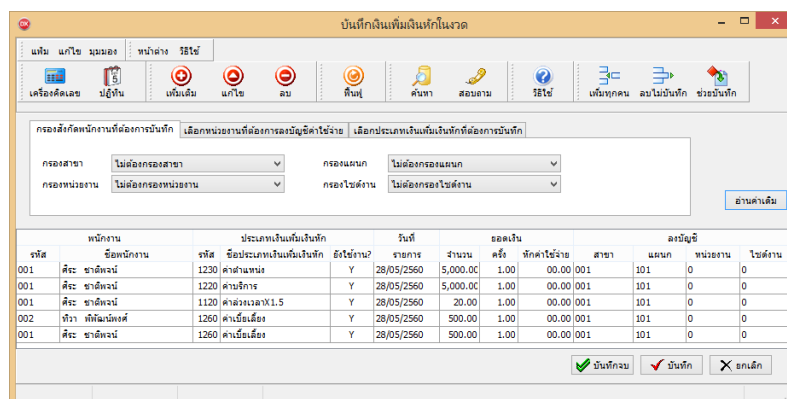 บันทึกเงินเพิ่มเงินหักในงวด
แฟ้ม แก้ไข มุมมอง หน้าต่าง วิธีใช้
เครื่องคิดเลข ปฏิทิน เพิ่มเติม แก้ไข ลบ ฟื้นฟู ค้นหา สอบถาม วิธีใช้ เพิ่มทุกคน ลบไม่บันทึก ช่วยบันทึก
กรองสังกัดพนักงานที่ต้องการบันทึก เลือกหน่วยงานที่ต้องการลงบัญชีค่าใช้จ่าย เลือกประเภทเงินเพิ่มเงินหักที่ต้องการบันทึก
กรองสาขา ไม่ต้องกรองสาขา กรองแผนก ไม่ต้องกรองแผนก
กรองหน่วยงาน ไม่ต้องกรองหน่วยงาน กรองไซด์งาน ไม่ต้องกรองไซด์งาน
อ่านค่าเดิม
พนักงาน ประเภทเงินเพิ่มเงินหัก วันที่ ยอดเงิน ลงบัญชี
รหัส ชื่อพนักงาน รหัส ชื่อประเภทเงินเพิ่มเงินหัก ยังใช้งาน? รายการ จำนวน ครั้ง หักค่าใช้จ่าย สาขา แผนก หน่วยงาน ไซด์งาน
001 ศิระ ชาติพจน์ 1230 ค่าตำแหน่ง Y 28/05/2560 5,000.00 1.00 00.00 001 101 0 0
001 ศิระ ชาติพจน์ 1220 ค่าบริการ Y 28/05/2560 5,000.00 1.00 00.00 001 101 0 0
001 ศิระ ชาติพจน์ 1120 ค่าล่วงเวลาX1.5 Y 28/05/2560 20.00 1.00 00.00 001 101 0 0
002 ทิวา พิพัฒน์พงศ์ 1260 ค่าเบี้ยเลี้ยง Y 28/05/2560 500.00 1.00 00.00 001 101 0 0
001 ศิระ ชาติพจน์ 1260 ค่าเบี้ยเลี้ยง Y 28/05/2560 500.00 1.00 00.00 001 101 0 0
บันทึกจบ บันทึก ยกเลิก